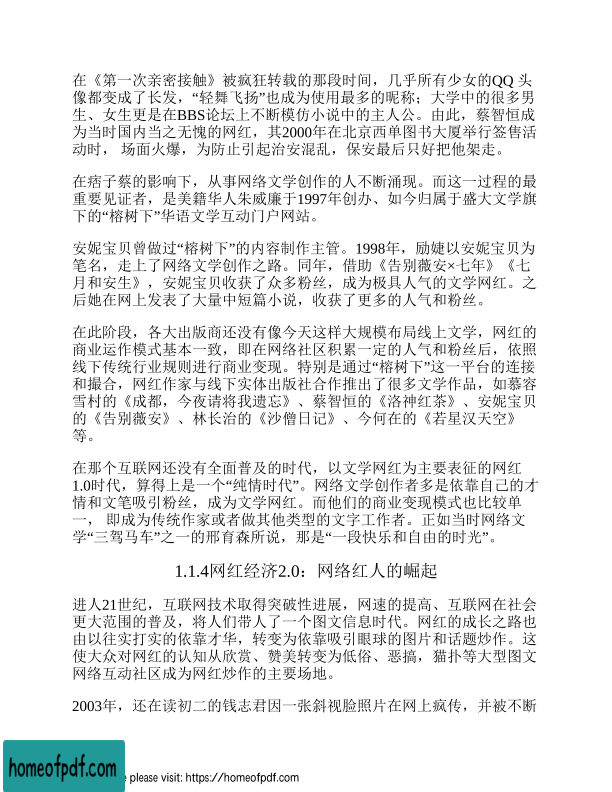 在《第一次亲密接触》被疯狂转载的那段时间，几乎所有少女的QQ 头
像都变成了长发，“轻舞飞扬”也成为使用最多的昵称；大学中的很多男
生、女生更是在BBS论坛上不断模仿小说中的主人公。由此，蔡智恒成
为当时国内当之无愧的网红，其2000年在北京西单图书大厦举行签售活
动时， 场面火爆，为防止引起治安混乱，保安最后只好把他架走。
在痞子蔡的影响下，从事网络文学创作的人不断涌现。而这一过程的最
重要见证者，是美籍华人朱威廉于1997年创办、如今归属于盛大文学旗
下的“榕树下”华语文学互动门户网站。
安妮宝贝曾做过“榕树下”的内容制作主管。1998年，励婕以安妮宝贝为
笔名，走上了网络文学创作之路。同年，借助《告别薇安×七年》《七
月和安生》，安妮宝贝收获了众多粉丝，成为极具人气的文学网红。之
后她在网上发表了大量中短篇小说，收获了更多的人气和粉丝。
在此阶段，各大出版商还没有像今天这样大规模布局线上文学，网红的
商业运作模式基本一致，即在网络社区积累一定的人气和粉丝后，依照
线下传统行业规则进行商业变现。特别是通过“榕树下”这一平台的连接
和撮合，网红作家与线下实体出版社合作推出了很多文学作品，如慕容
雪村的《成都，今夜请将我遗忘》、蔡智恒的《洛神红茶》、安妮宝贝
的《告别薇安》、林长治的《沙僧日记》、今何在的《若星汉天空》
等。
在那个互联网还没有全面普及的时代，以文学网红为主要表征的网红
1.0时代，算得上是一个“纯情时代”。网络文学创作者多是依靠自己的才
情和文笔吸引粉丝，成为文学网红。而他们的商业变现模式也比较单
一， 即成为传统作家或者做其他类型的文字工作者。正如当时网络文
学“三驾马车”之一的邢育森所说，那是“一段快乐和自由的时光”。
1.1.4网红经济2.0：网络红人的崛起
进人21世纪，互联网技术取得突破性进展，网速的提高、互联网在社会
更大范围的普及，将人们带人了一个图文信息时代。网红的成长之路也
由以往实打实的依靠才华，转变为依靠吸引眼球的图片和话题炒作。这
使大众对网红的认知从欣赏、赞美转变为低俗、恶搞，猫扑等大型图文
网络互动社区成为网红炒作的主要场地。
2003年，还在读初二的钱志君因一张斜视脸照片在网上疯传，并被不断
homeofpdf.com
e please visit: https://homeofpdf.com